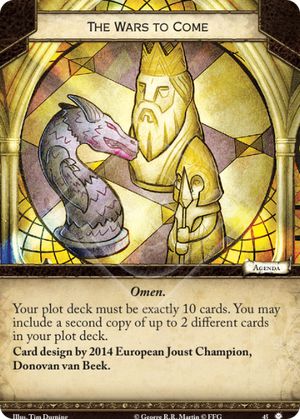 The Wars to Come
Agenda
Omen.
Your plot deck must be exactly 10 cards. You may
include a second copy of up to 2 different cards
in your plot deck.
Card design by 2014 European Joust Champion,
Donovan van Beek.
Illus. Tim Durning
© George R.R. Martin © FFG
45